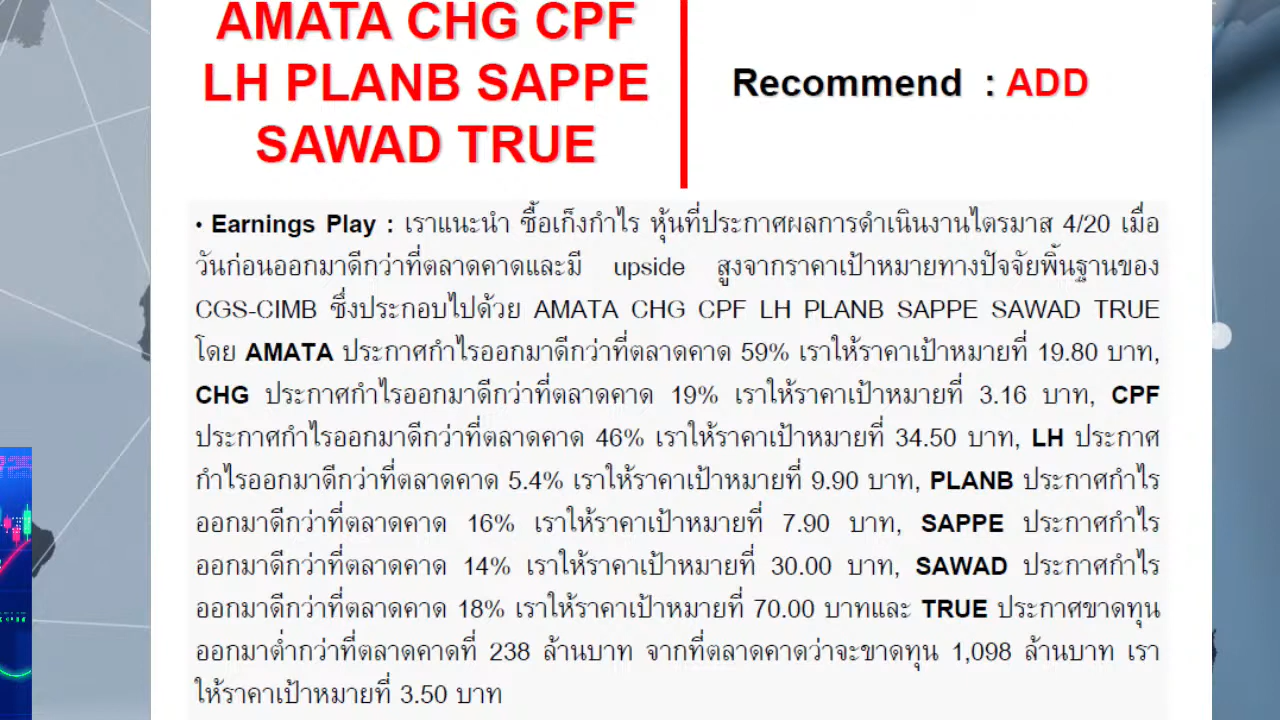 AMATA CHG CPF
LH PLANB SAPPE
SAWAD TRUE
Recommend : ADD
• Earnings Play : เราแนะนำ ซื้อเก็งกำไร หุ้นที่ประกาศผลการดำเนินงานไตรมาส 4/20 เมื่อ
วันก่อนออกมาดีกว่าที่ตลาดคาดและมี upside สูงจากราคาเป้าหมายทางปัจจัยพื้นฐานของ
CGS-CIMB ซึ่งประกอบไปด้วย AMATA CHG CPF LH PLANB SAPPE SAWAD TRUE
โดย AMATA ประกาศกำไรออกมาดีกว่าที่ตลาดคาด 59% เราให้ราคาเป้าหมายที่ 19.80 บาท,
CHG ประกาศกำไรออกมาดีกว่าที่ตลาดคาด 19% เราให้ราคาเป้าหมายที่ 3.16 บาท, CPF
ประกาศกำไรออกมาดีกว่าที่ตลาดคาด 46% เราให้ราคาเป้าหมายที่ 34.50 บาท, LH ประกาศ
กำไรออกมาดีกว่าที่ตลาดคาด 5.4% เราให้ราคาเป้าหมายที่ 9.90 บาท, PLANB ประกาศกำไร
ออกมาดีกว่าที่ตลาดคาด 16% เราให้ราคาเป้าหมายที่ 7.90 บาท, SAPPE ประกาศกำไร
ออกมาดีกว่าที่ตลาดคาด 14% เราให้ราคาเป้าหมายที่ 30.00 บาท, SAWAD ประกาศกำไร
ออกมาดีกว่าที่ตลาดคาด 18% เราให้ราคาเป้าหมายที่ 70.00 บาทและ TRUE ประกาศขาดทุน
ออกมาต่ำกว่าที่ตลาดคาดที่ 238 ล้านบาท จากที่ตลาดคาดว่าจะขาดทุน 1,098 ล้านบาท เรา
ให้ราคาเป้าหมายที่ 3.50 บาท